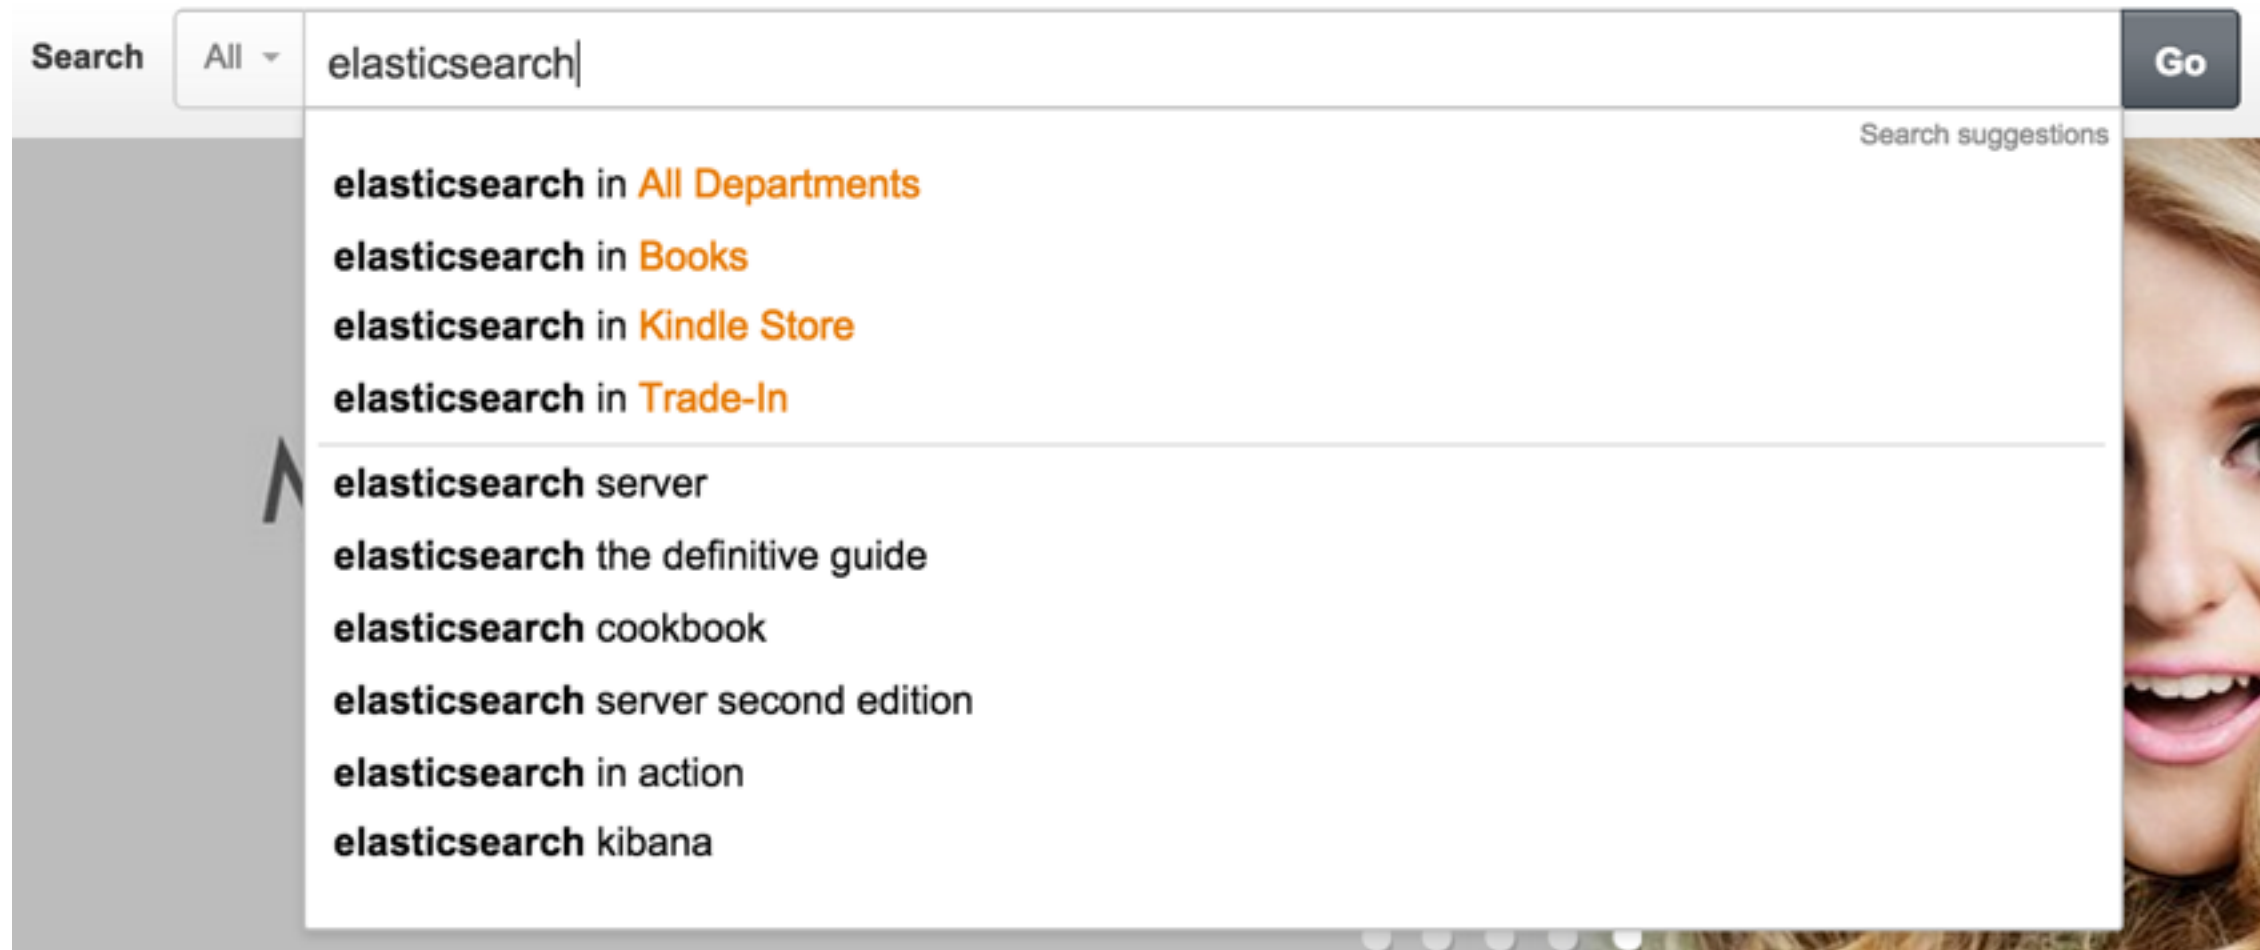 Search All elasticsearch Go
Search suggestions
elasticsearch in All Departments
elasticsearch in Books
elasticsearch in Kindle Store
elasticsearch in Trade-In
elasticsearch server
elasticsearch the definitive guide
elasticsearch cookbook
elasticsearch server second edition
elasticsearch in action
elasticsearch kibana